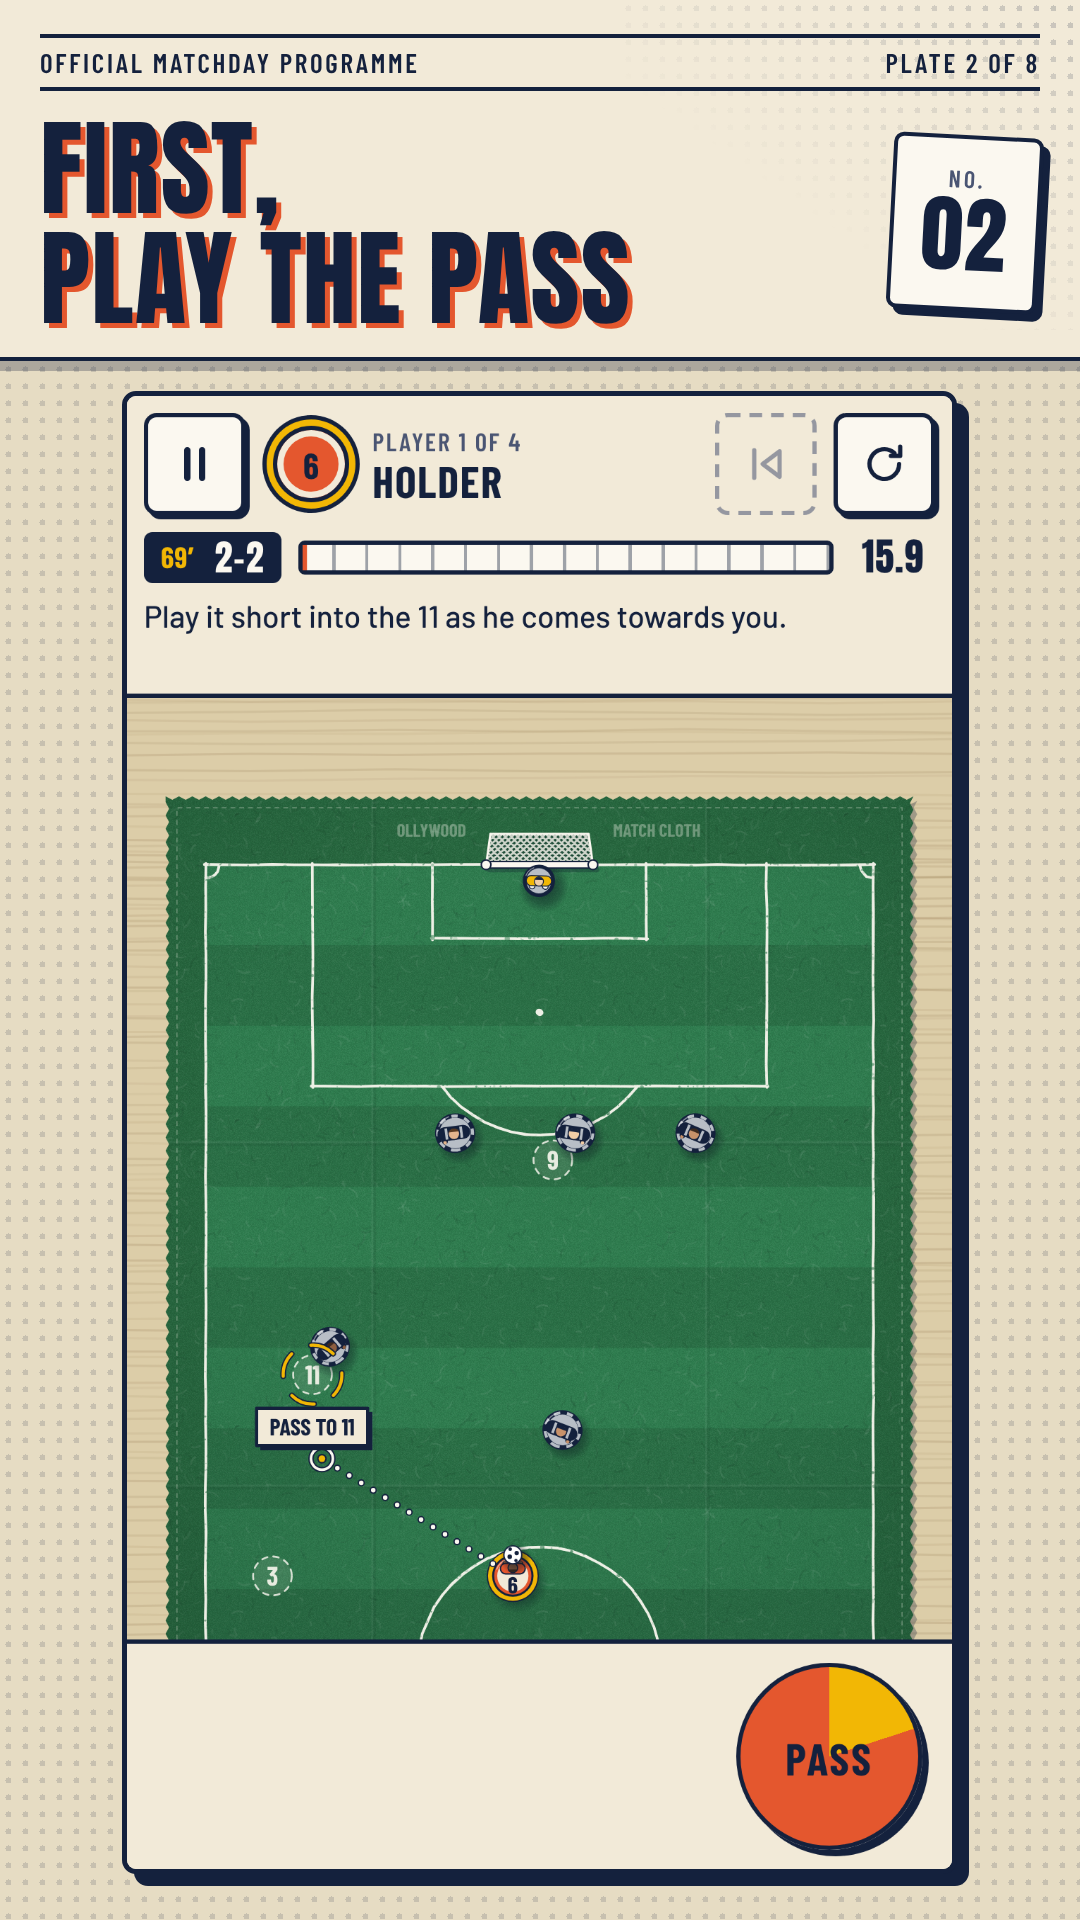 OFFICIAL MATCHDAY PROGRAMME
PLATE 2 OF 8
FIRST,
PLAY THE PASS
NO.
02
6
PLAYER 1 OF 4
HOLDER
69' 2-2
15.9
Play it short into the 11 as he comes towards you.
OLLYWOOD
MATCH CLOTH
9
11
PASS TO 11
3
6
PASS